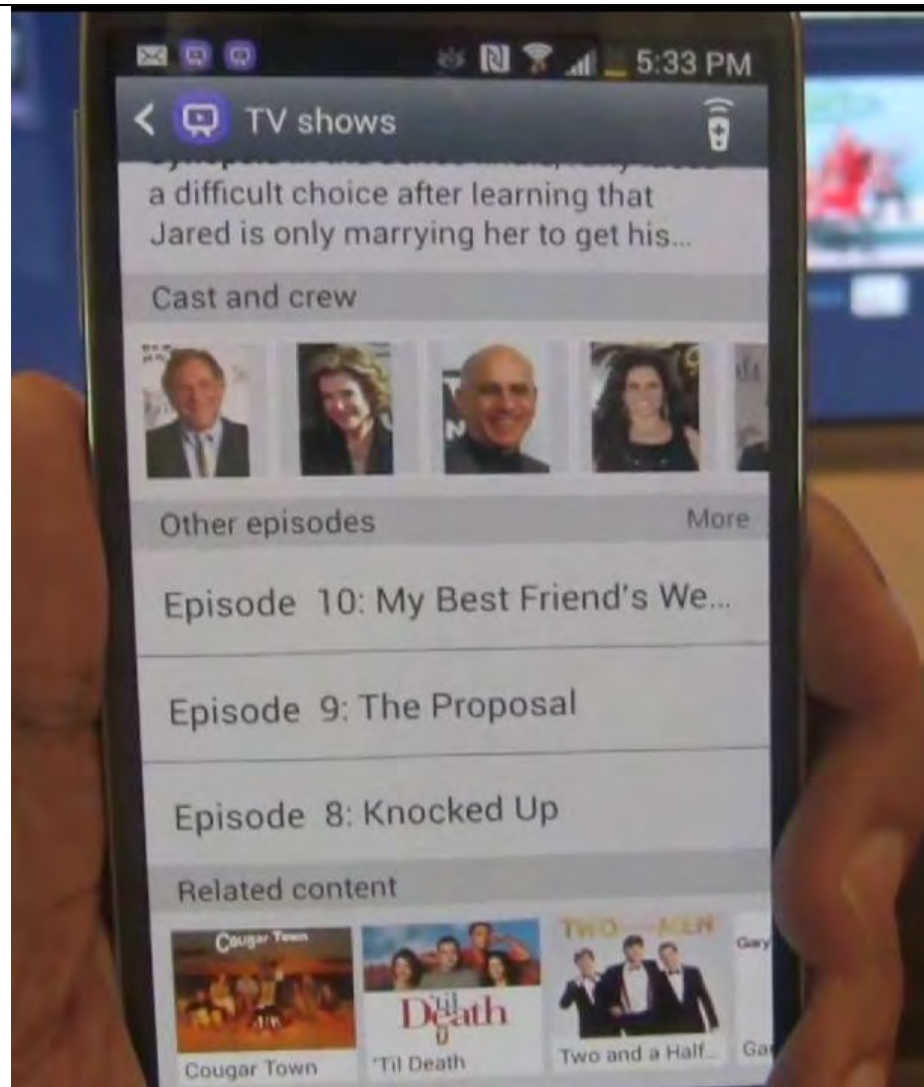 5:33 PM
TV shows
a difficult choice after learning that
Jared is only marrying her to get his...
Cast and crew
Other episodes More
Episode 10: My Best Friend's We...
Episode 9: The Proposal
Episode 8: Knocked Up
Related content
Cougar Town
'til Death
TWO MEN
Gary
Cougar Town
'Til Death
Two and a Half...
Ga